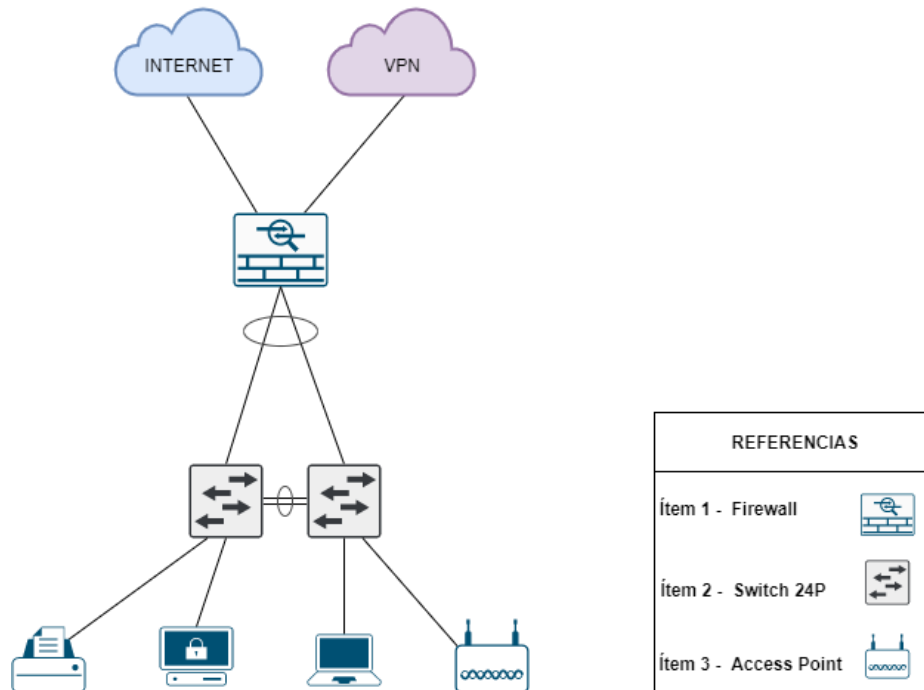 INTERNET
VPN
REFERENCIAS
Ítem 1 - Firewall
Ítem 2 - Switch 24P
Ítem 3 - Access Point